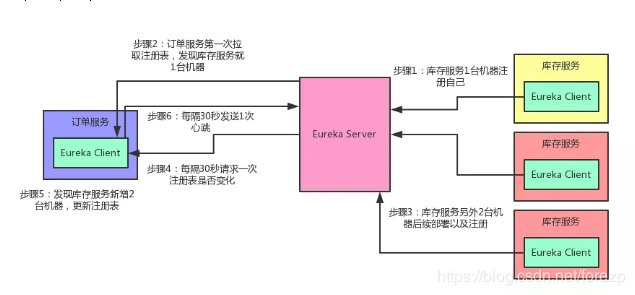 步骤2：订单服务第一次拉
取注册表，发现库存服务就
1台机器
步骤1：库存服务1台机器注
册自己
库存服务
Eureka Client
订单服务
Eureka Client
步骤6：每隔30秒发送1次
心跳
Eureka Server
步骤4：每隔30秒请求一次
注册表是否变化
库存服务
Eureka Client
步骤5：发现库存服务新增2
台机器，更新注册表
步骤3：库存服务另外2台机
器后续部署以及注册
库存服务
Eureka Client
https://blog.csdn.net/forezp